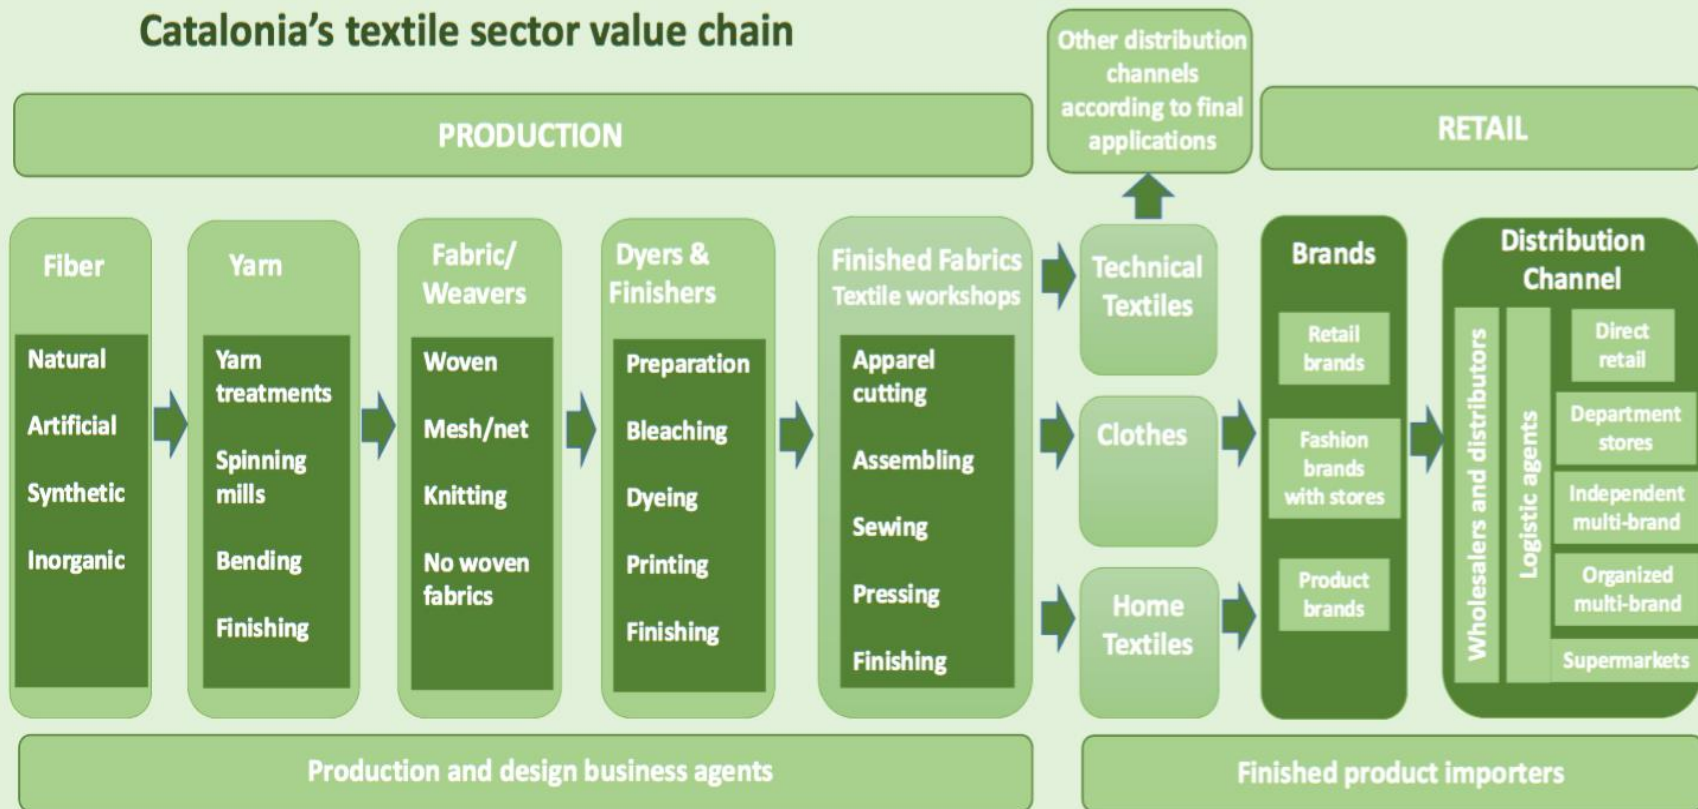 Catalonia's textile sector value chain
Other distribution
channels
according to final
applications
PRODUCTION
RETAIL
Fiber
Natural
Artificial
Synthetic
Inorganic
Yarn
Yarn
treatments
Spinning
mills
Bending
Finishing
Fabric/
Weavers
Woven
Mesh/net
Knitting
No woven
fabrics
Dyers &
Finishers
Preparation
Bleaching
Dyeing
Printing
Finishing
Finished Fabrics
Textile workshops
Apparel
cutting
Assembling
Sewing
Pressing
Finishing
Technical
Textiles
Clothes
Home
Textiles
Brands
Retail
brands
Fashion
brands
with stores
Product
brands
Distribution
Channel
Wholesalers and distributors
Logistic agents
Direct
retail
Department
stores
Independent
multi-brand
Organized
multi-brand
Supermarkets
Production and design business agents
Finished product importers